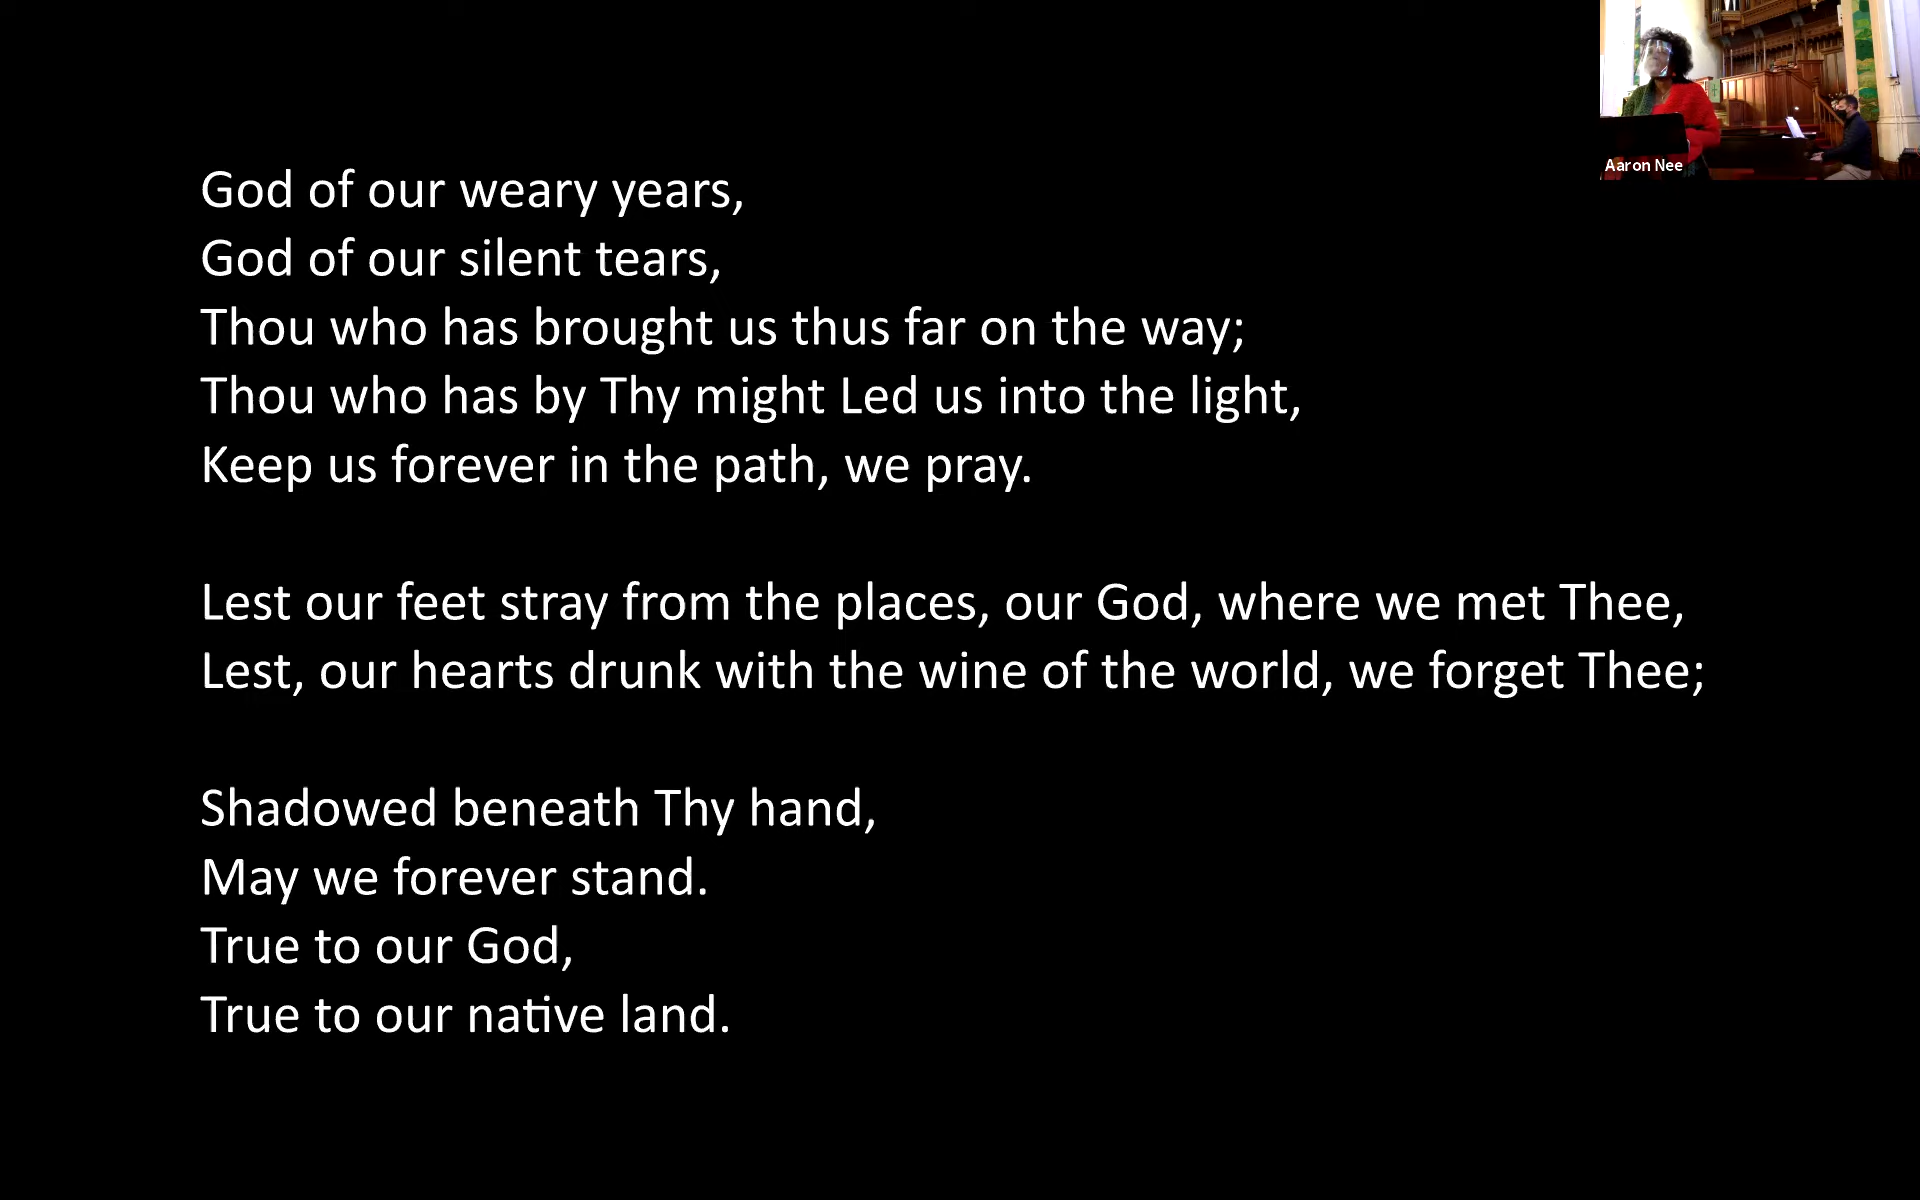 God of our weary years,
God of our silent tears,
Thou who has brought us thus far on the way;
Thou who has by Thy might Led us into the light,
Keep us forever in the path, we pray.
Lest our feet stray from the places, our God, where we met Thee,
Lest, our hearts drunk with the wine of the world, we forget Thee;
Shadowed beneath Thy hand,
May we forever stand.
True to our God,
True to our native land.
Aaron Nee